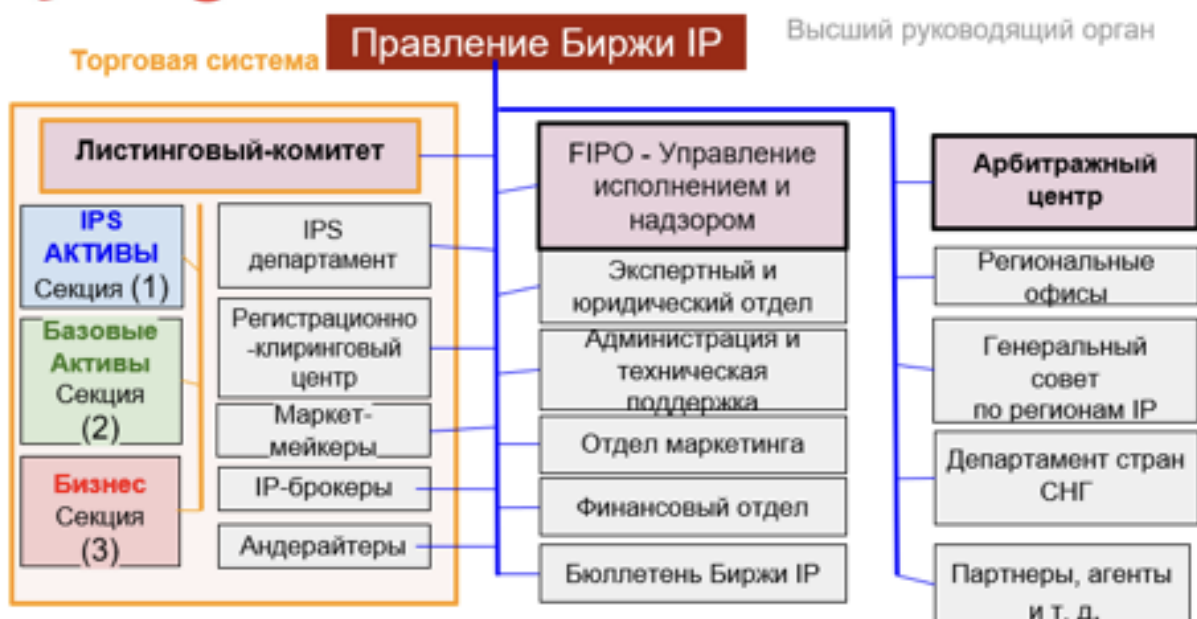 Высший руководящий орган
Правление Биржи IP
Торговая система
Листинговый-комитет
IPS
АКТИВЫ
Секция (1)
Базовые
Активы
Секция
(2)
Бизнес
Секция
(3)
IPS
департамент
Регистрационно
-клиринговый
центр
Маркет-
мейкеры
IP-брокеры
Андерайтеры
FIPO - Управление
исполнением и
надзором
Экспертный и
юридический отдел
Администрация и
техническая
поддержка
Отдел маркетинга
Финансовый отдел
Бюллетень Биржи IP
Арбитражный
центр
Региональные
офисы
Генеральный
совет
по регионам IP
Департамент стран
СНГ
Партнеры, агенты
и т. д.